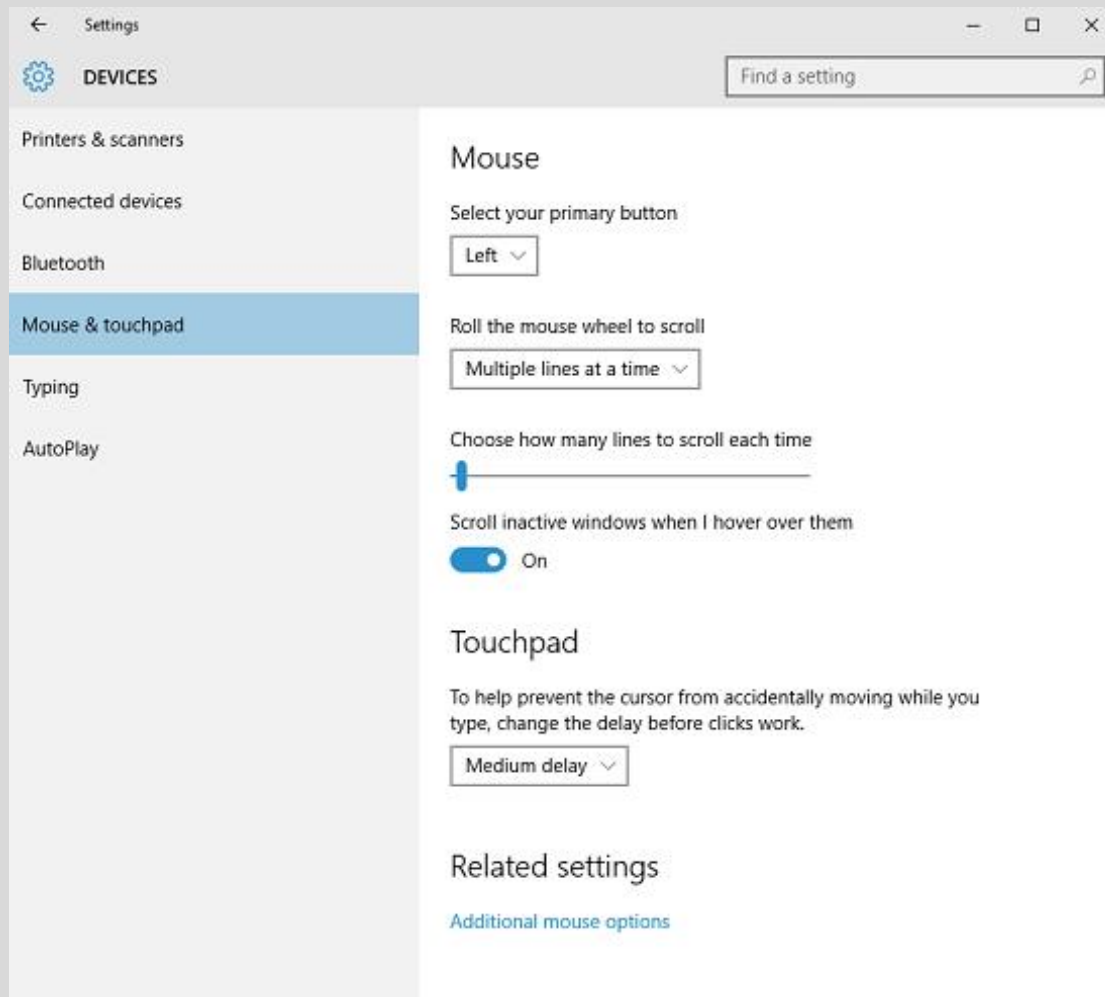 Settings
DEVICES
Find a setting
Printers & scanners
Connected devices
Bluetooth
Mouse & touchpad
Typing
AutoPlay
Mouse
Select your primary button
Left
Roll the mouse wheel to scroll
Multiple lines at a time
Choose how many lines to scroll each time
Scroll inactive windows when I hover over them
On
Touchpad
To help prevent the cursor from accidentally moving while you
type, change the delay before clicks work.
Medium delay
Related settings
Additional mouse options